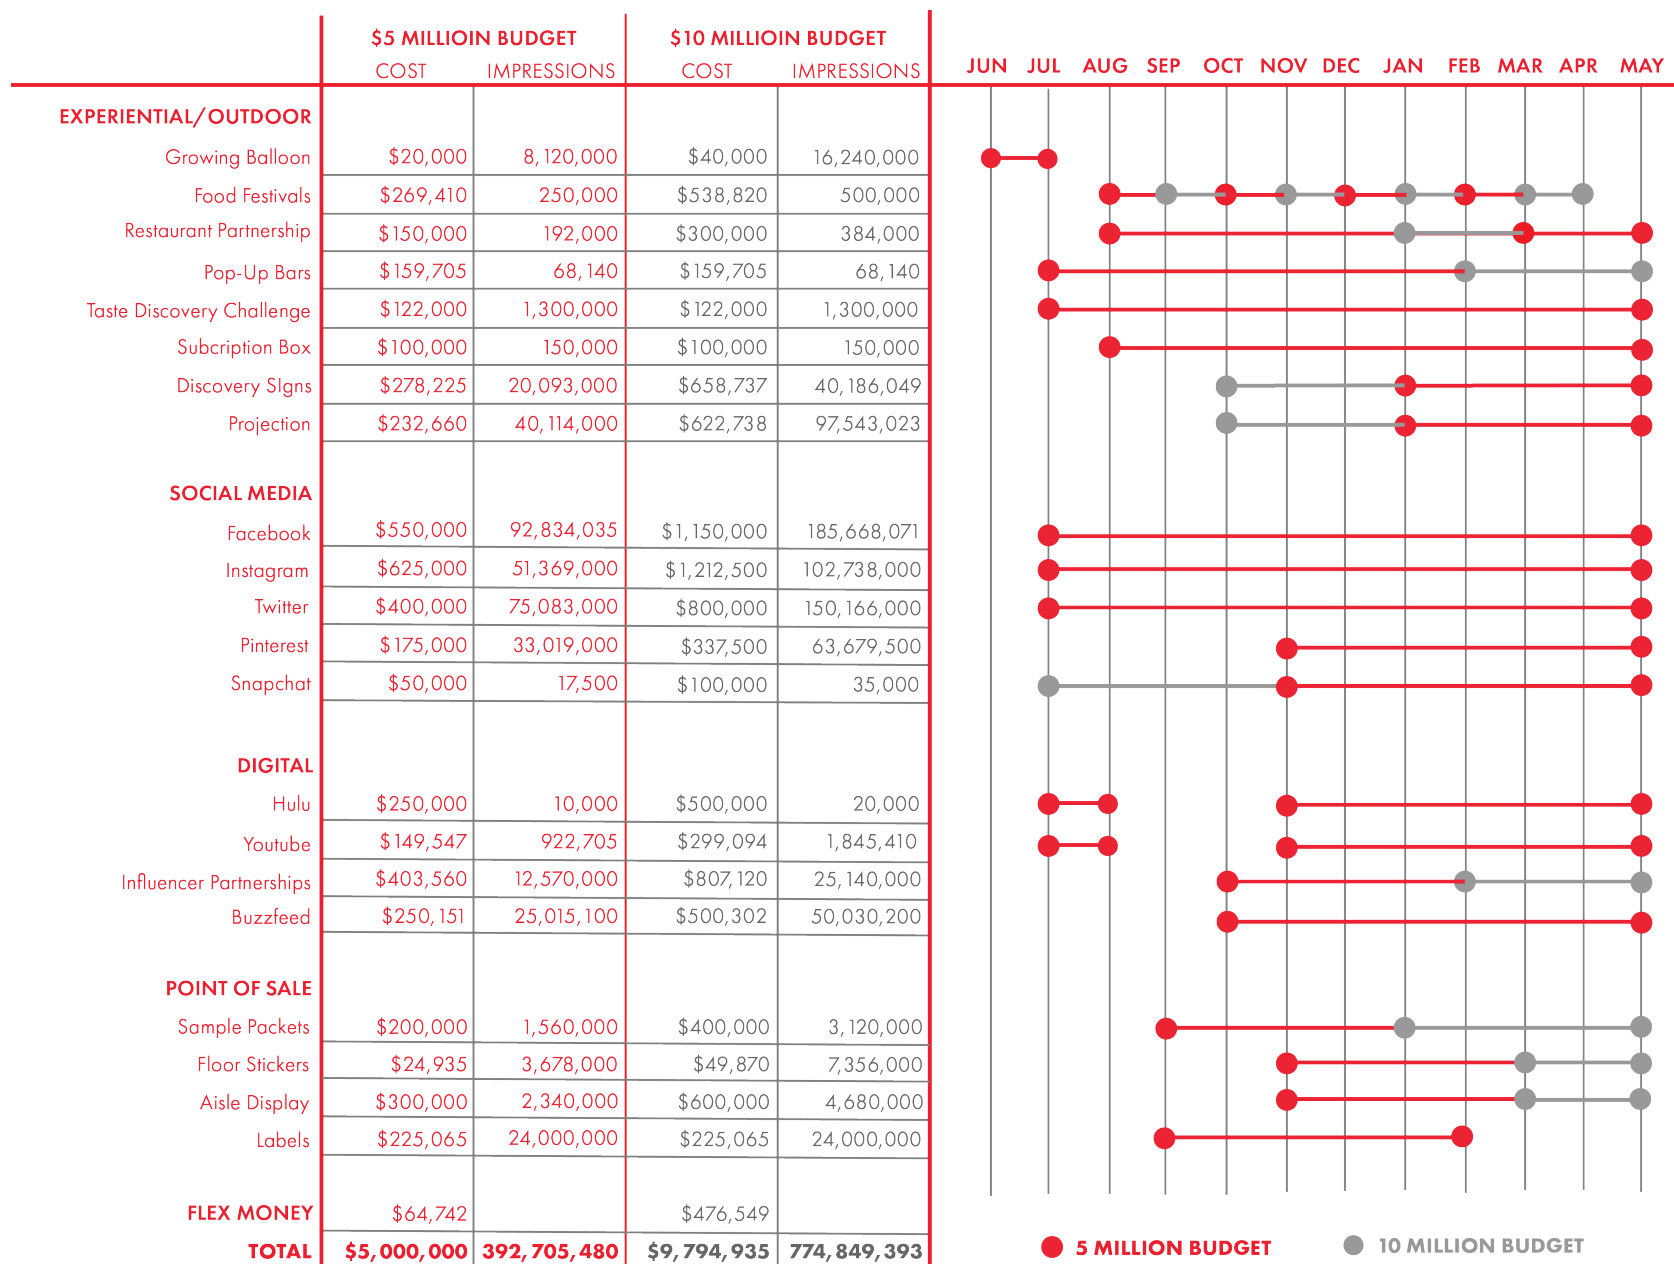 $5 MILLIOIN BUDGET $10 MILLIOIN BUDGET
COST IMPRESSIONS COST IMPRESSIONS JUN JUL AUG SEP OCT NOV DEC JAN FEB MAR APR MAY
EXPERIENTIAL/OUTDOOR
Growing Balloon $20,000 8,120,000 $40,000 16,240,000
Food Festivals $269,410 250,000 $538,820 500,000
Restaurant Partnership $150,000 192,000 $300,000 384,000
Pop-Up Bars $159,705 68,140 $159,705 68,140
Taste Discovery Challenge $122,000 1,300,000 $122,000 1,300,000
Subcription Box $100,000 150,000 $100,000 150,000
Discovery SIgns $278,225 20,093,000 $658,737 40,186,049
Projection $232,660 40,114,000 $622,738 97,543,023
SOCIAL MEDIA
Facebook $550,000 92,834,035 $1,150,000 185,668,071
Instagram $625,000 51,369,000 $1,212,500 102,738,000
Twitter $400,000 75,083,000 $800,000 150,166,000
Pinterest $175,000 33,019,000 $337,500 63,679,500
Snapchat $50,000 17,500 $100,000 35,000
DIGITAL
Hulu $250,000 10,000 $500,000 20,000
Youtube $149,547 922,705 $299,094 1,845,410
Influencer Partnerships $403,560 12,570,000 $807,120 25,140,000
Buzzfeed $250,151 25,015,100 $500,302 50,030,200
POINT OF SALE
Sample Packets $200,000 1,560,000 $400,000 3,120,000
Floor Stickers $24,935 3,678,000 $49,870 7,356,000
Aisle Display $300,000 2,340,000 $600,000 4,680,000
Labels $225,065 24,000,000 $225,065 24,000,000
FLEX MONEY $64,742 $476,549
TOTAL $5,000,000 392,705,480 $9,794,935 774,849,393
5 MILLION BUDGET 10 MILLION BUDGET